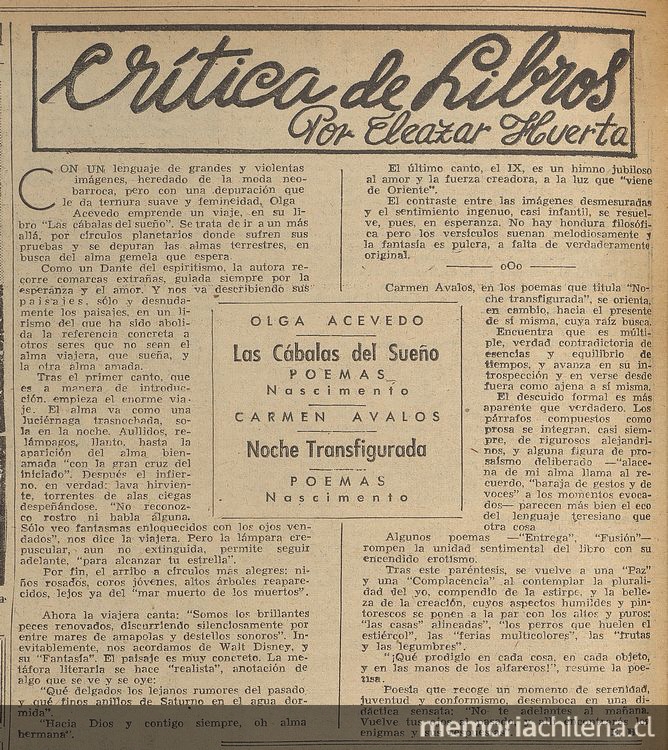 Crítica de Libros
Por Eleazar Huerta
CON UN lenguaje de grandes y violentas
imágenes, heredado de la moda neo-
barroca, pero con una depuración que
le da ternura suave y femineidad, Olga
Acevedo emprende un viaje, en su li-
bro "Las cábalas del sueño". Se trata de ir a un más
allá, por círculos planetarios donde sufren sus
pruebas y se depuran las almas terrestres, en
busca del alma gemela que espera.
Como un Dante del espiritismo, la autora re-
corre comarcas extrañas, guiada siempre por la
esperanza y el amor. Y nos va describiendo sus
paisajes, sólo y desnuda-
mente los paisajes, en un li-
rismo del que ha sido aboli-
da la referencia concreta a
otros seres que no sean el
alma viajera, que sueña, y
la otra alma amada.
Tras el primer canto, que
es a manera de introduc-
ción, empieza el enorme via-
je. El alma va como una
luciérnaga trasnochada, so-
la en la noche. Aullidos, re-
lámpagos, llanto, hasta la
aparición del alma bien-
amada "con la gran cruz del
iniciado". Después el infier-
no, en verdad: lava hirvien-
te, torrentes de alas ciegas
despeñándose. "No reconoz-
co rostro ni habla alguna.
Sólo veo fantasmas enloquecidos con los ojos ven-
dados", nos dice la viajera. Pero la lámpara cre-
puscular, aun no extinguida, permite seguir
adelante, "para alcanzar tu estrella".
Por fin, el arribo a círculos más alegres: ni-
ños rosados, coros jóvenes, altos árboles reapare-
cidos, lejos ya del "mar muerto de los muertos".
Ahora la viajera canta: "Somos los brillantes
peces renovados, discurriendo silenciosamente por
entre mares de amapolas y destellos sonoros". In-
evitablemente, nos acordamos de Walt Disney, y
su "Fantasía". El paisaje es muy concreto. La me-
táfora literaria se hace "realista", anotación de
algo que se ve y se oye:
"Qué delgados los lejanos rumores del pasado
y qué finos anillos de Saturno en el agua dor-
mida".
"Hacia Dios y contigo siempre, oh alma
hermana".
OLGA ACEVEDO
Las Cábalas del Sueño
POEMAS
Nascimento
CARMEN AVALOS
Noche Transfigurada
POEMAS
Nascimento
El último canto, el IX, es un himno jubiloso
al amor y la fuerza creadora, a la luz que "viene
de Oriente".
El contraste entre las imágenes desmesuradas
y el sentimiento ingenuo, casi infantil, se resuel-
ve, pues, en esperanza. No hay hondura filosófi-
ca pero los versículos suenan melodiosamente y
la fantasía es pulcra, a falta de verdaderamente
original.
oOo
Carmen Avalos, en los poemas que titula "No-
che transfigurada", se orienta,
en cambio, hacia el presente
de sí misma, cuya raíz busca.
Encuentra que es múlti-
ple, verdad contradictoria de
esencias y equilibrio de
tiempos, y avanza en su in-
trospección y en verse desde
fuera como ajena a sí misma.
El descuido formal es más
aparente que verdadero. Los
párrafos compuestos como
prosa se integran, casi siem-
pre, de rigurosos alejandri-
nos, y alguna figura de pro-
saísmo deliberado —"alace-
na de mi alma llama al re-
cuerdo, "baraja de gestos y de
voces" a los momentos evoca-
dos— parecen más bien el eco
del lenguaje teresiano que
otra cosa.
Algunos poemas —"Entrega", "Fusión"—
rompen la unidad sentimental del libro con su
encendido erotismo.
Tras este paréntesis, se vuelve a una "Paz"
y una "Complacencia" al contemplar la plurali-
dad del yo, compendio de la estirpe, y la belle-
za de la creación, cuyos aspectos humildes y pin-
torescos se ponen a la par con los altos y puros:
"las casas" alineadas", "los perros que huelen el
estiércol", las "ferias multicolores", las "frutas
y las legumbres".
"¡Qué prodigio en cada cosa, en cada objeto,
y en las manos de los alfareros!", resume la poe-
tisa.
Poesía que recoge un momento de serenidad,
juventud y conformismo, desemboca en una di-
dáctica sensata: "No te adelantes al mañana.
Vuelve tus
enigmas y
memoriachilena.cl